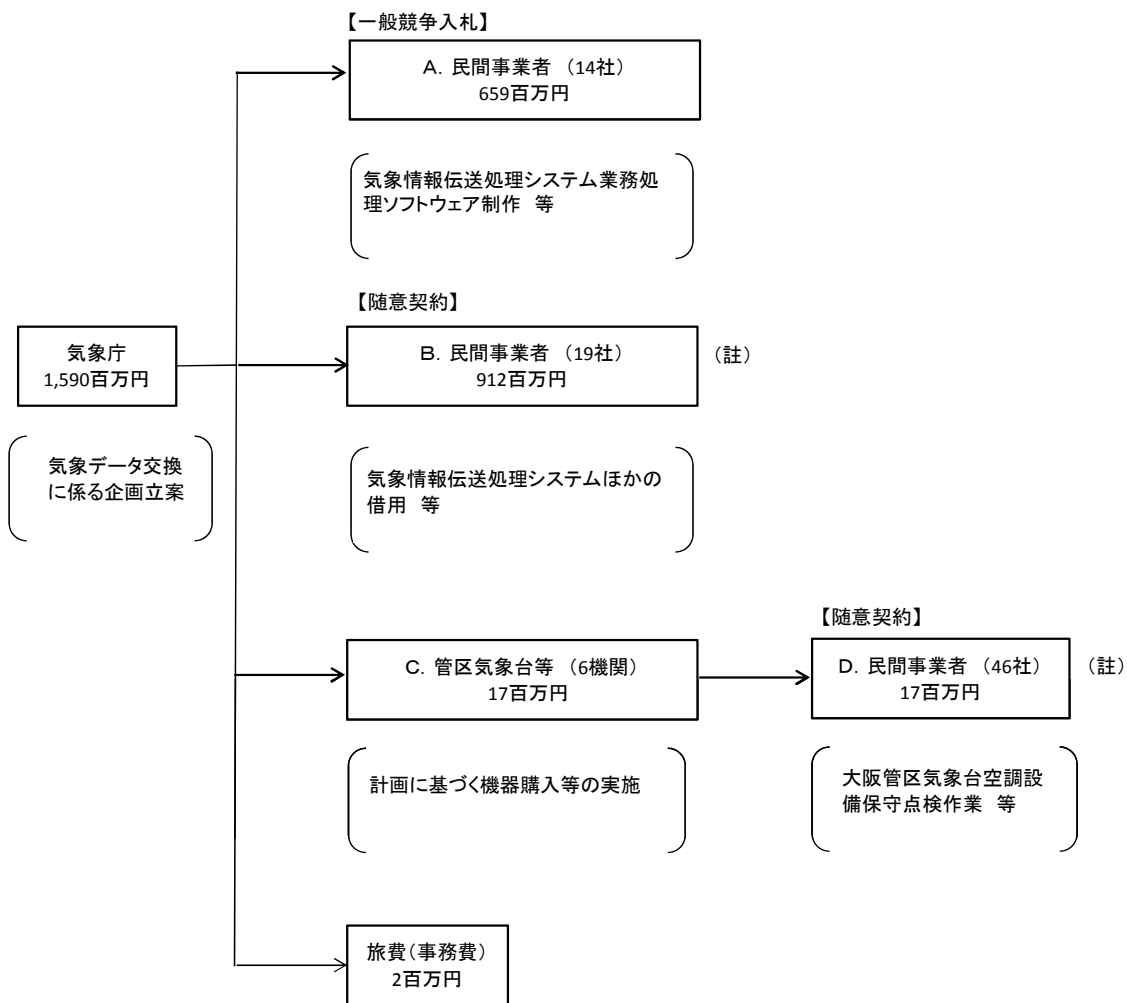 【一般競争入札】
A. 民間事業者 （14社）
659百万円
気象情報伝送処理システム業務処
理ソフトウェア制作 等
【随意契約】
気象庁
1,590百万円
B. 民間事業者 （19社）
912百万円
（註）
気象データ交換
に係る企画立案
気象情報伝送処理システムほかの
借用 等
【随意契約】
C. 管区気象台等 （6機関）
17百万円
D. 民間事業者 （46社）
17百万円
（註）
計画に基づく機器購入等の実施
大阪管区気象台空調設
備保守点検作業 等
旅費（事務費）
2百万円